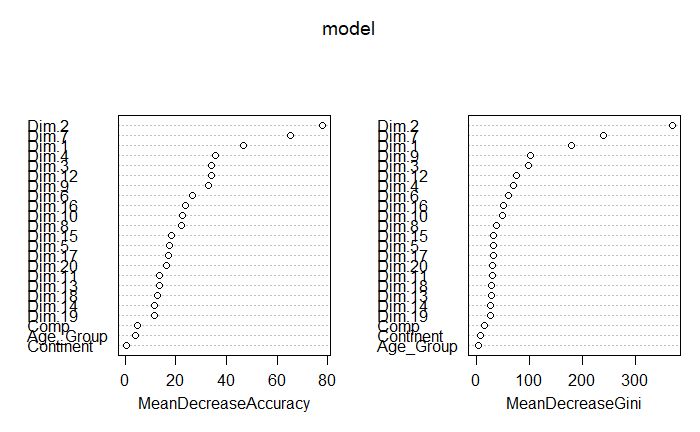 model
Dim.2
Dim.7
Dim.1
Dim.4
Dim.3
Dim.12
Dim.9
Dim.6
Dim.16
Dim.10
Dim.8
Dim.15
Dim.5
Dim.17
Dim.20
Dim.11
Dim.13
Dim.18
Dim.14
Dim.19
Comp
Age_Group
Continent
0 20 40 60 80
MeanDecreaseAccuracy
Dim.2
Dim.7
Dim.1
Dim.9
Dim.3
Dim.12
Dim.4
Dim.6
Dim.16
Dim.10
Dim.8
Dim.15
Dim.5
Dim.17
Dim.20
Dim.11
Dim.18
Dim.13
Dim.14
Dim.19
Comp
Continent
Age_Group
0 100 200 300
MeanDecreaseGini